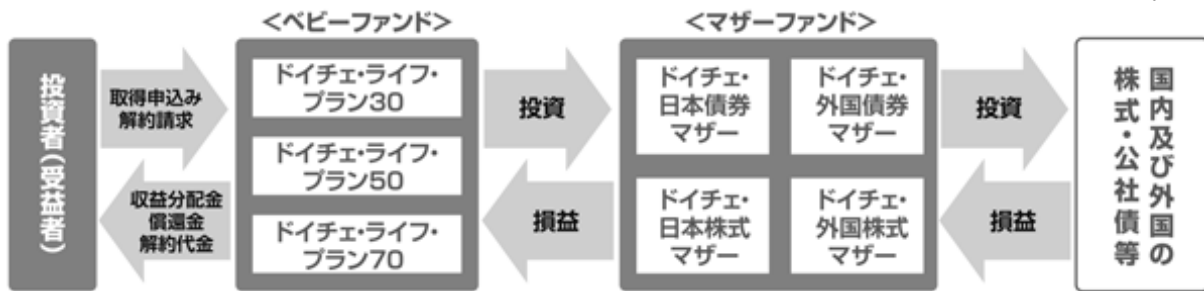 <ベビーファンド>
<マザーファンド>
投資者(受益者)
取得申込み
解約請求
収益分配金
償還金
解約代金
ドイチェ・ライフ・
プラン30
ドイチェ・ライフ・
プラン50
ドイチェ・ライフ・
プラン70
投資
損益
ドイチェ・
日本債券
マザー
ドイチェ・
外国債券
マザー
ドイチェ・
日本株式
マザー
ドイチェ・
外国株式
マザー
投資
損益
国内及び外国の
株式・公社債等